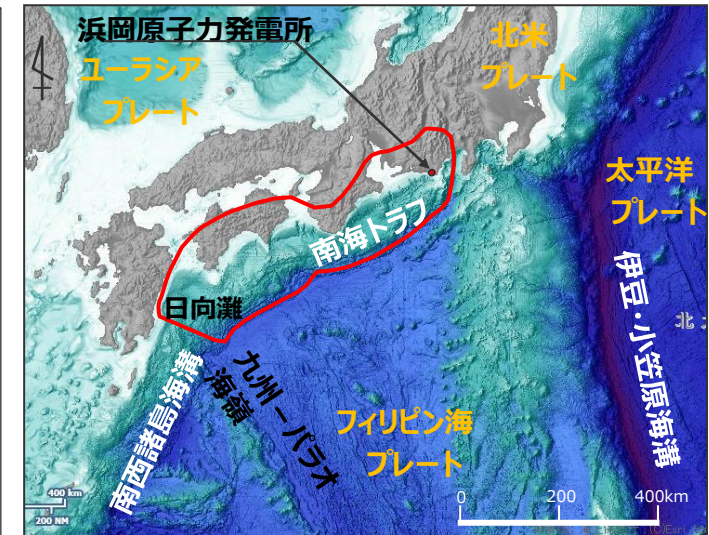 浜岡原子力発電所
ユーラシア
プレート
北米
プレート
太平洋
プレート
南海トラフ
日向灘
伊豆・小笠原海溝
北
南西諸島海溝
九州－パラオ
海嶺
フィリピン海
プレート
400 km
200 NM
0 200 400km